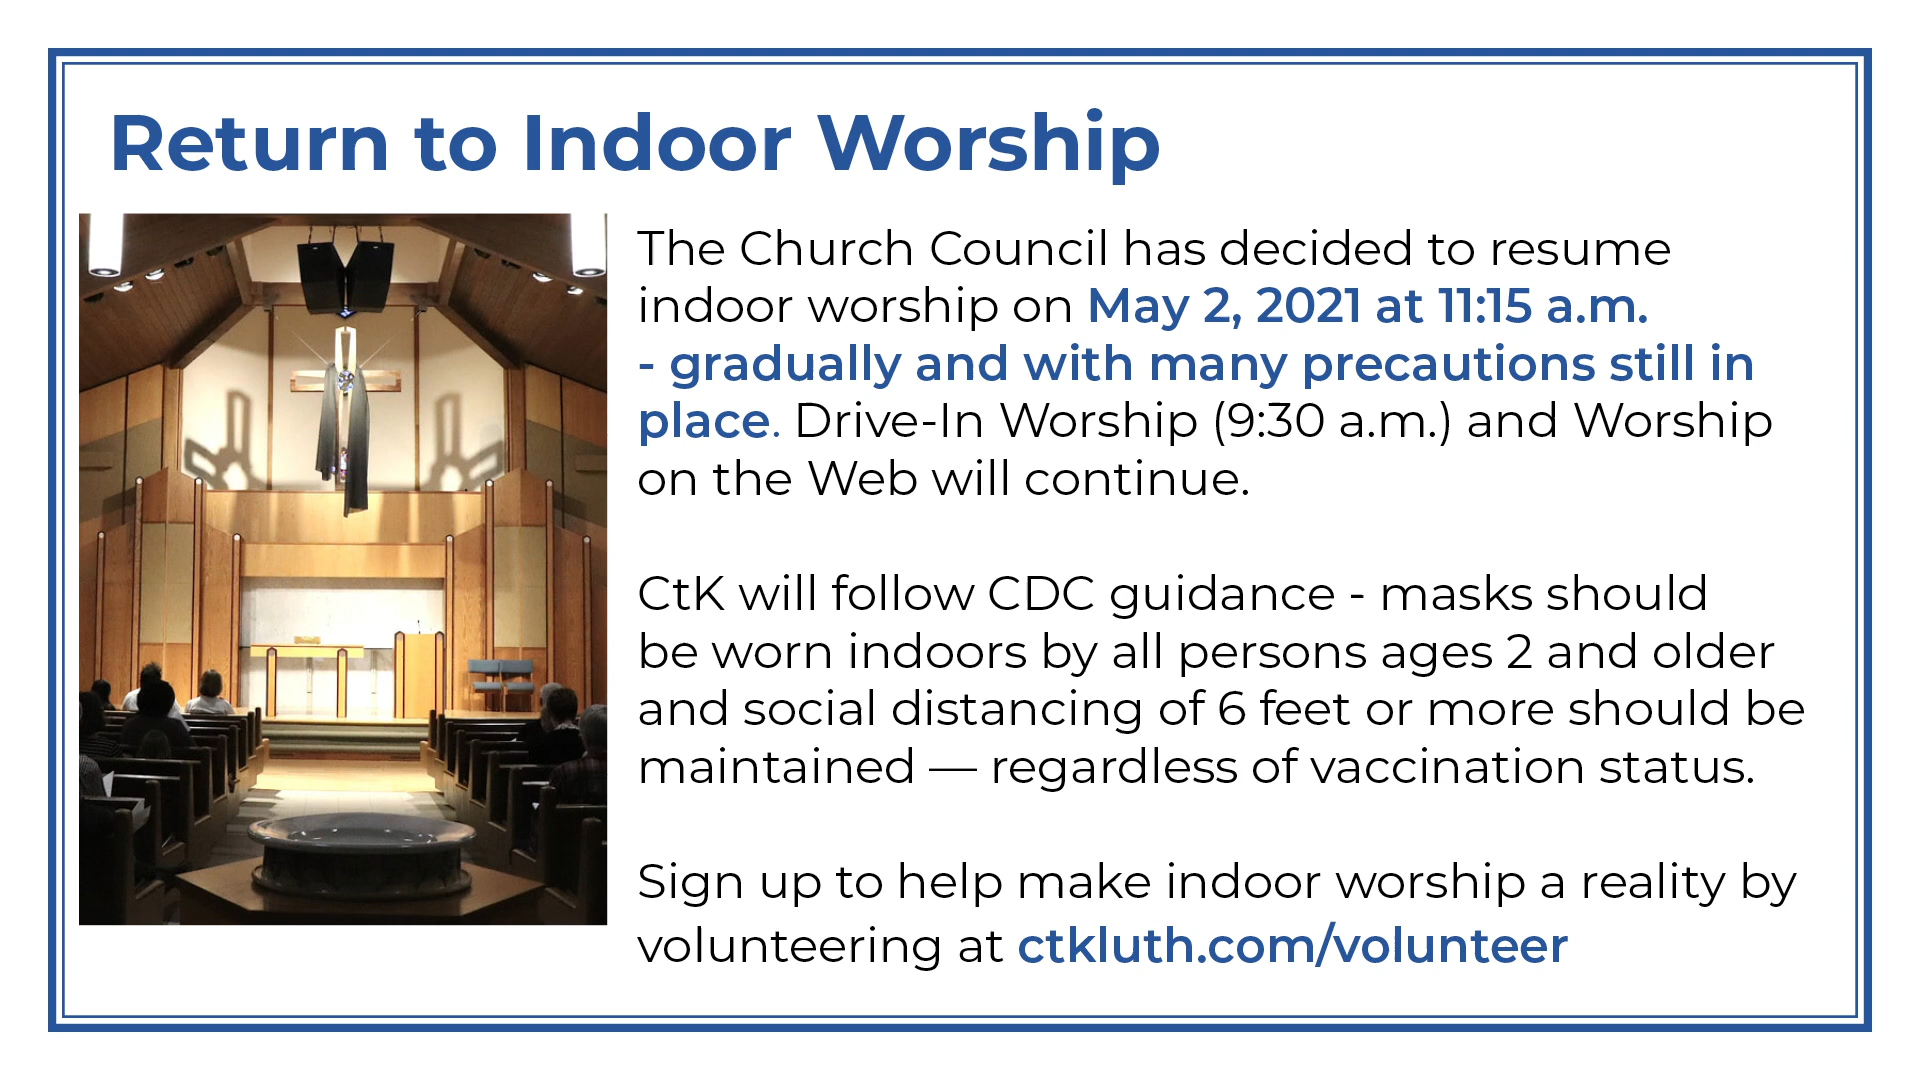 Return to Indoor Worship
The Church Council has decided to resume
indoor worship on May 2, 2021 at 11:15 a.m.
- gradually and with many precautions still in
place. Drive-In Worship (9:30 a.m.) and Worship
on the Web will continue.
CtK will follow CDC guidance - masks should
be worn indoors by all persons ages 2 and older
and social distancing of 6 feet or more should be
maintained — regardless of vaccination status.
Sign up to help make indoor worship a reality by
volunteering at ctkluth.com/volunteer